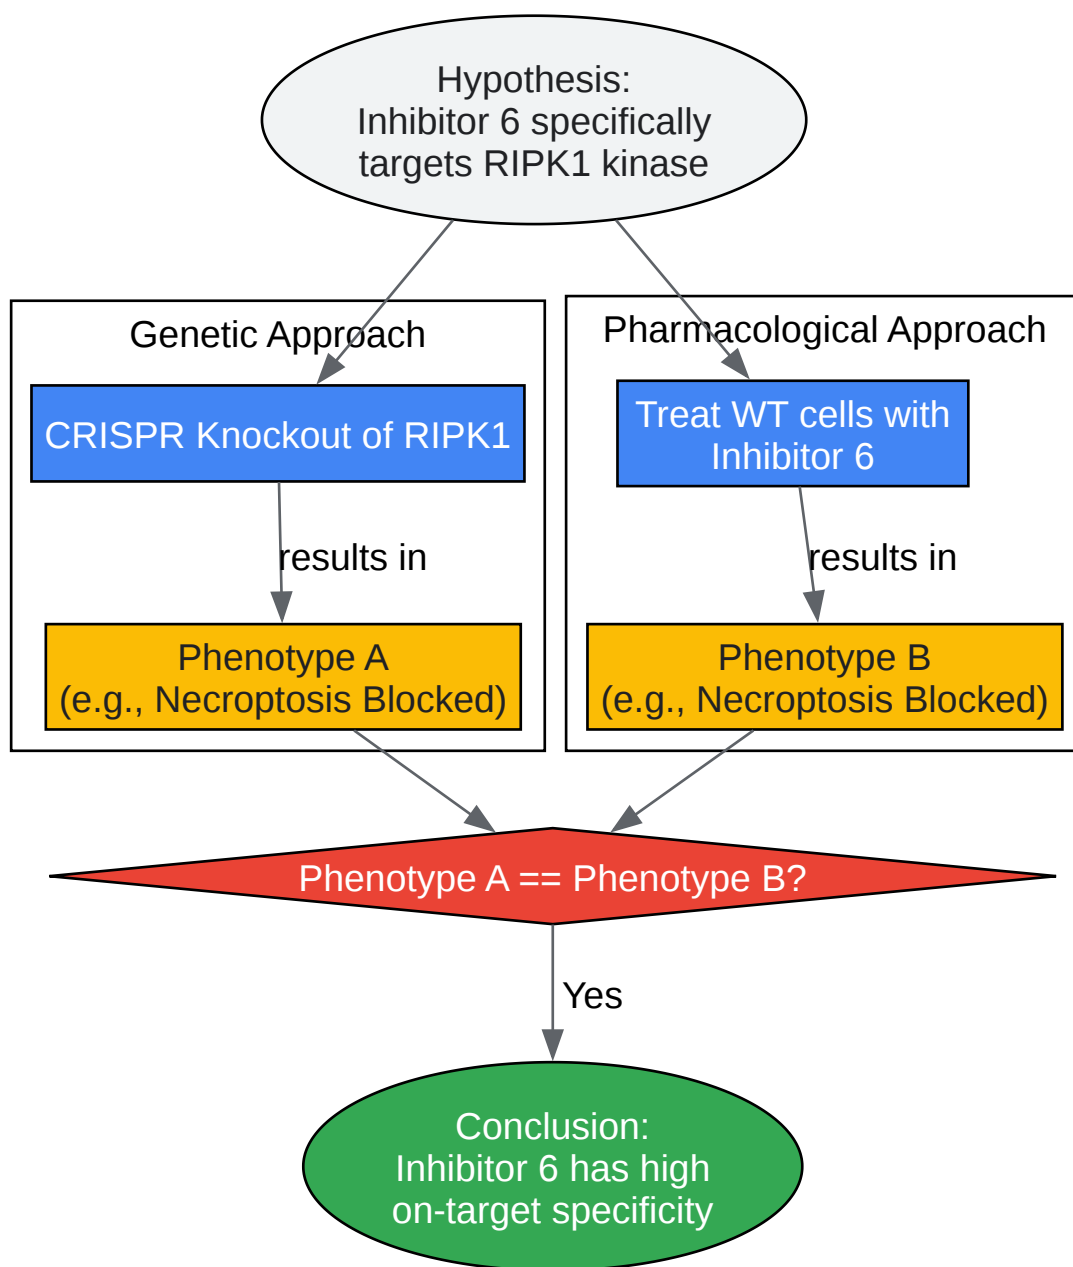 Hypothesis:
Inhibitor 6 specifically
targets RIPK1 kinase
Genetic Approach
Pharmacological Approach
CRISPR Knockout of RIPK1
Treat WT cells with
Inhibitor 6
results in
results in
Phenotype A
(e.g., Necroptosis Blocked)
Phenotype B
(e.g., Necroptosis Blocked)
Phenotype A == Phenotype B?
Yes
Conclusion:
Inhibitor 6 has high
on-target specificity